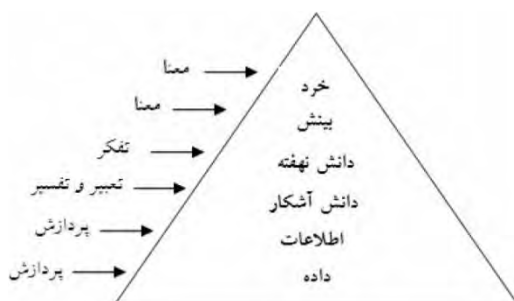 معنا
خرد
معنا
بینش
تفکر
دانش نهفته
تعبیر و تفسیر
دانش آشکار
پردازش
اطلاعات
پردازش
داده